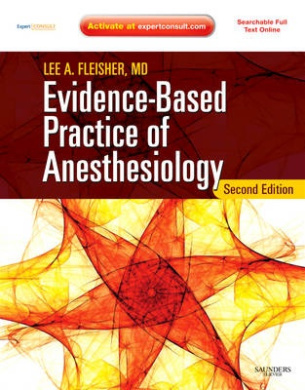 Expert CONSULT
Activate at expertconsult.com
Searchable Full
Text Online
LEE A. FLEISHER, MD
Evidence-Based
Practice of
Anesthesiology
Second Edition
SAUNDERS
ELSEVIER